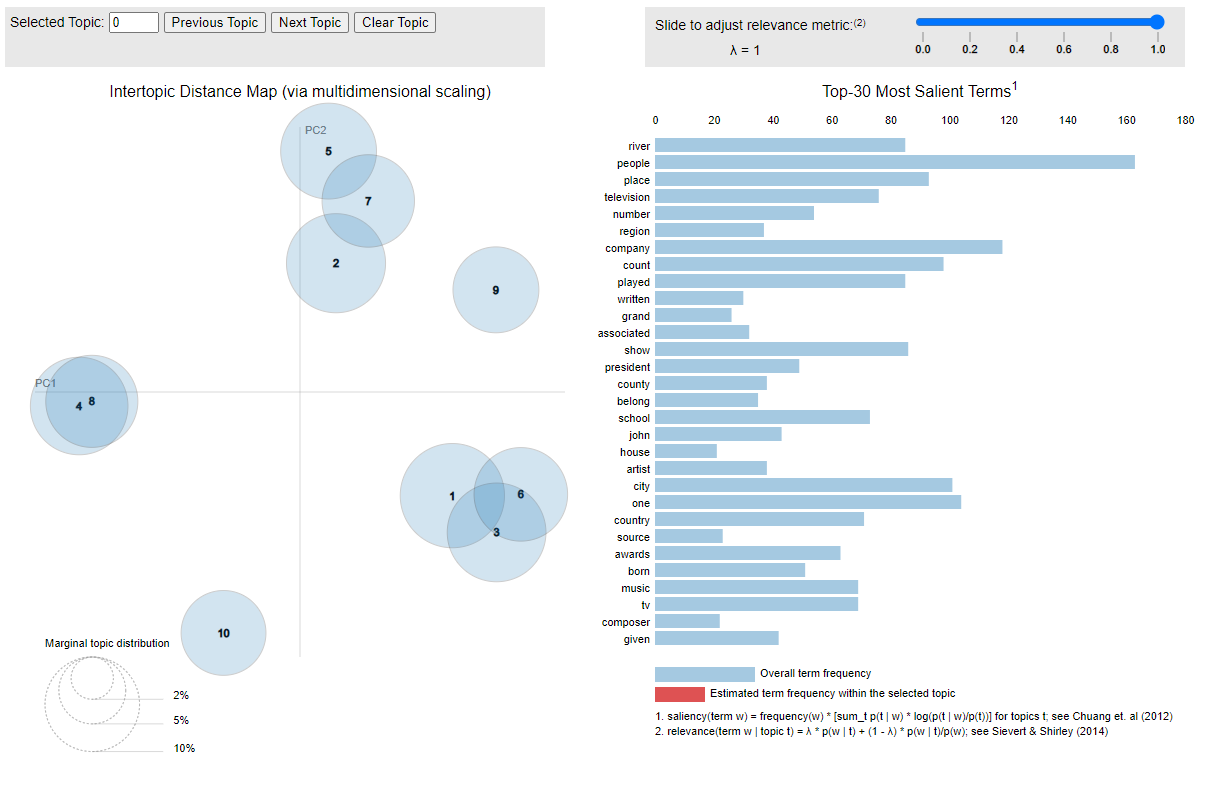 Selected Topic: 0 Previous Topic Next Topic Clear Topic
Slide to adjust relevance metric:(2)
λ = 1
0.0 0.2 0.4 0.6 0.8 1.0
Intertopic Distance Map (via multidimensional scaling)
PC2
5
7
2
9
PC1
4 8
1 6
3
10
Marginal topic distribution
2%
5%
10%
Top-30 Most Salient Terms1
0 20 40 60 80 100 120 140 160 180
river
people
place
television
number
region
company
count
played
written
grand
associated
show
president
county
belong
school
john
house
artist
city
one
country
source
awards
born
music
tv
composer
given
Overall term frequency
Estimated term frequency within the selected topic
1. saliency(term w) = frequency(w) * [sum_t p(t | w) * log(p(t | w)/p(t))] for topics t; see Chuang et. al (2012)
2. relevance(term w | topic t) = λ * p(w | t) + (1 - λ) * p(w | t)/p(w); see Sievert & Shirley (2014)